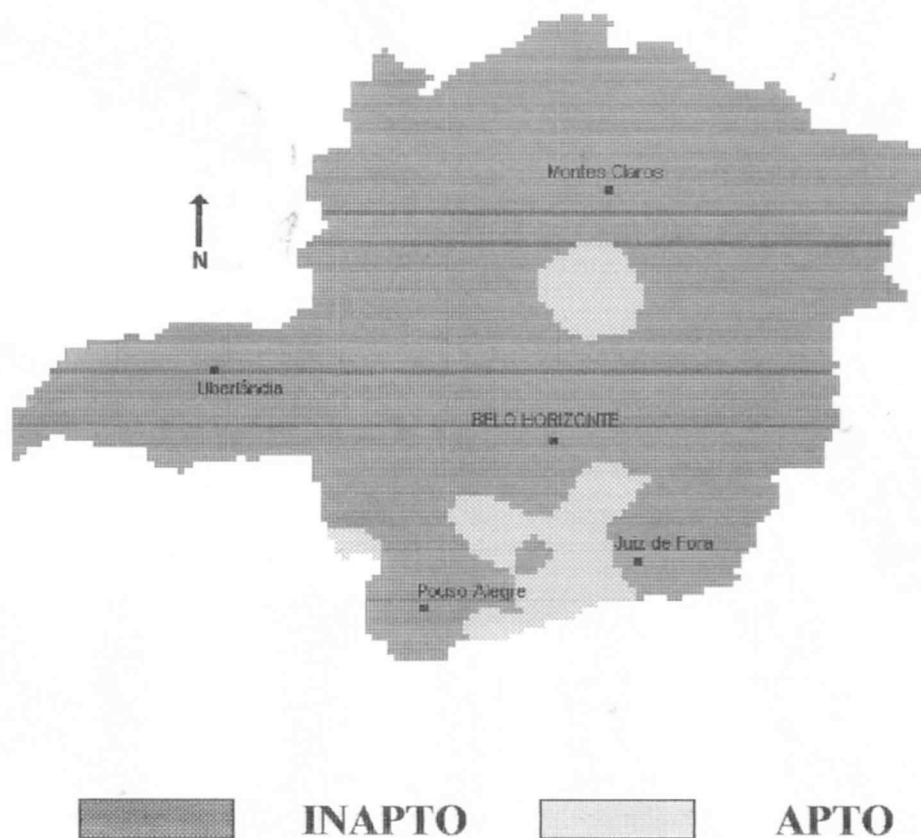 Montes Claros
N
Uberlândia
BELO HORIZONTE
Juiz de Fora
Pouso Alegre
INAPTO
APTO